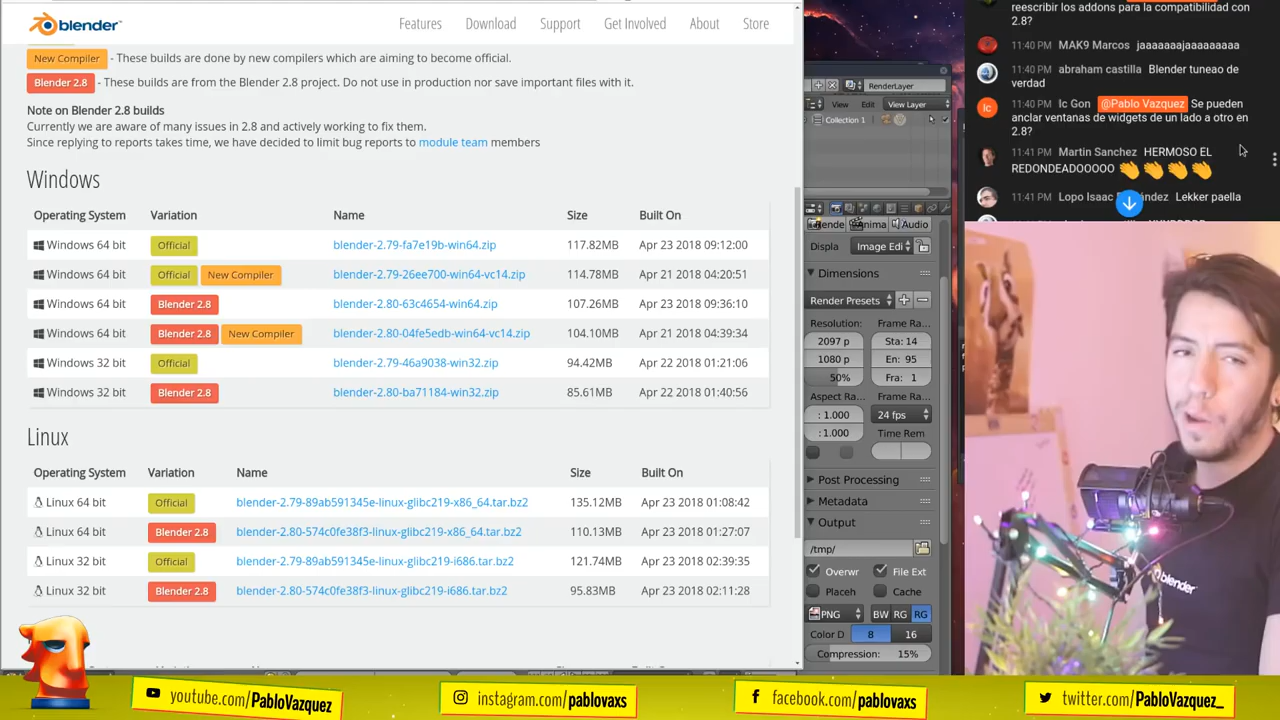 blender
Features
Download
Support
Get Involved
About
Store
New Compiler - These builds are done by new compilers which are aiming to become official.
Blender 2.8 - These builds are from the Blender 2.8 project. Do not use in production nor save important files with it.
Note on Blender 2.8 builds
Currently we are aware of many issues in 2.8 and actively working to fix them.
Since replying to reports takes time, we have decided to limit bug reports to module team members
Windows
Operating System Variation Name Size Built On
Windows 64 bit Official blender-2.79-fa7e19b-win64.zip 117.82MB Apr 23 2018 09:12:00
Windows 64 bit Official New Compiler blender-2.79-26ee700-win64-vc14.zip 114.78MB Apr 21 2018 04:20:51
Windows 64 bit Blender 2.8 blender-2.80-63c4654-win64.zip 107.26MB Apr 23 2018 09:36:10
Windows 64 bit Blender 2.8 New Compiler blender-2.80-04fe5edb-win64-vc14.zip 104.10MB Apr 21 2018 04:39:34
Windows 32 bit Official blender-2.79-46a9038-win32.zip 94.42MB Apr 22 2018 01:21:06
Windows 32 bit Blender 2.8 blender-2.80-ba71184-win32.zip 85.61MB Apr 22 2018 01:40:56
Linux
Operating System Variation Name Size Built On
Linux 64 bit Official blender-2.79-89ab591345e-linux-glibc219-x86_64.tar.bz2 135.12MB Apr 23 2018 01:08:42
Linux 64 bit Blender 2.8 blender-2.80-574c0fe38f3-linux-glibc219-x86_64.tar.bz2 110.13MB Apr 23 2018 01:27:07
Linux 32 bit Official blender-2.79-89ab591345e-linux-glibc219-i686.tar.bz2 121.74MB Apr 23 2018 02:39:35
Linux 32 bit Blender 2.8 blender-2.80-574c0fe38f3-linux-glibc219-i686.tar.bz2 95.83MB Apr 23 2018 02:11:28
RenderLayer
View Edit View Layer
Collection 1
Rende Anima Audio
Displa Image Edi
Dimensions
Render Presets
Resolution: Frame Ra...
2097 p Sta: 14
1080 p En: 95
50% Fra: 1
Aspect Ra... Frame Ra...
: 1.000 24 fps
: 1.000 Time Rem
Post Processing
Metadata
Output
/tmp/
Overwr File Ext
Placeh Cache
PNG BW RG RG
Color D 8 16
Compression: 15%
reescribir los addons para la compatibilidad con
2.8?
11:40 PM MAK9 Marcos jaaaaaaajaaaaaaaa
11:40 PM abraham castilla Blender tuneao de
verdad
Ic 11:40 PM Ic Gon @Pablo Vazquez Se pueden
anclar ventanas de widgets de un lado a otro en
2.8?
11:41 PM Martin Sanchez HERMOSO EL
REDONDEADOOOOO 👏👏👏👏
11:41 PM Lopo Isaac Lekker paella
blender
youtube.com/PabloVazquez
instagram.com/pablovaxs
facebook.com/pablovaxs
twitter.com/PabloVazquez_